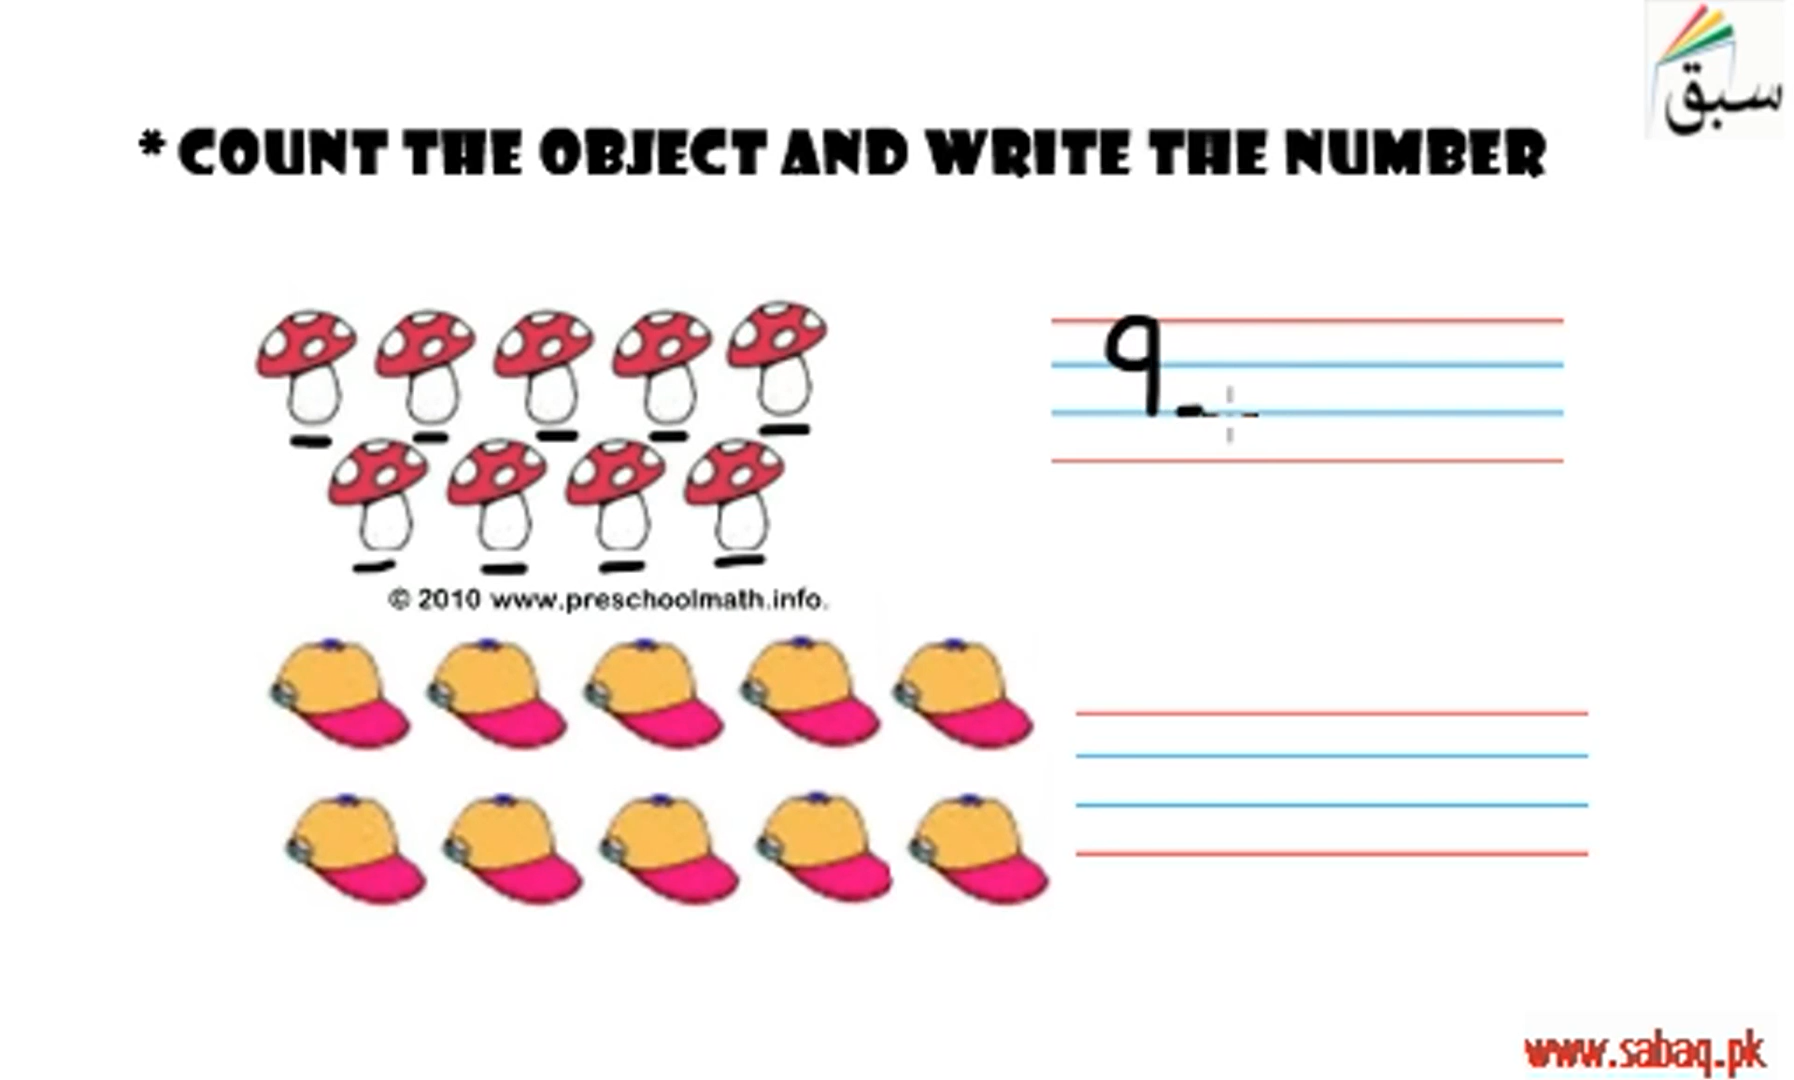 سبق
* COUNT THE OBJECT AND WRITE THE NUMBER
9
© 2010 www.preschoolmath.info.
www.sabaq.pk